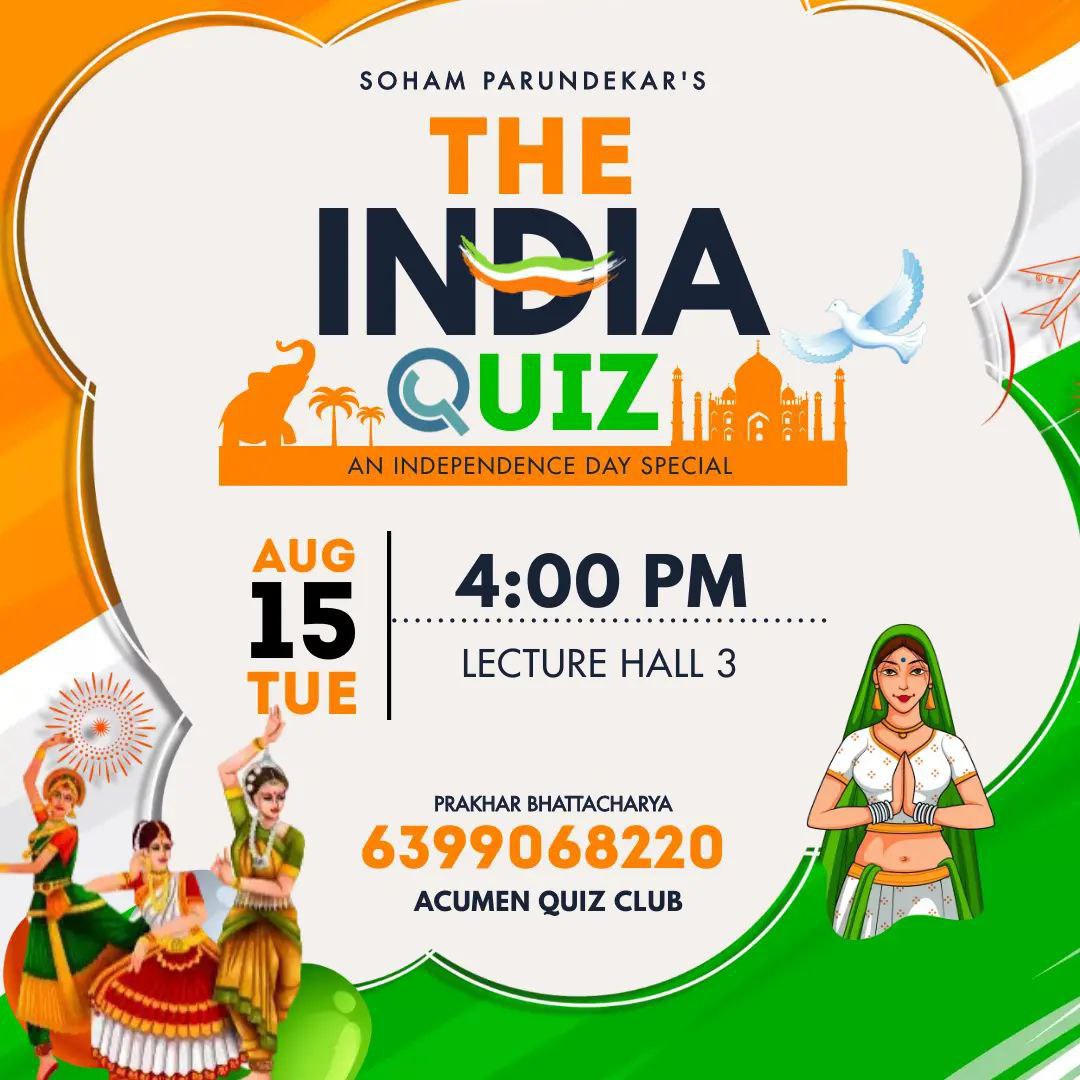 SOHAM PARUNDEKAR'S
THE
INDIA
QUIZ
AN INDEPENDENCE DAY SPECIAL
AUG
15
TUE
4:00 PM
LECTURE HALL 3
PRAKHAR BHATTACHARYA
6399068220
ACUMEN QUIZ CLUB